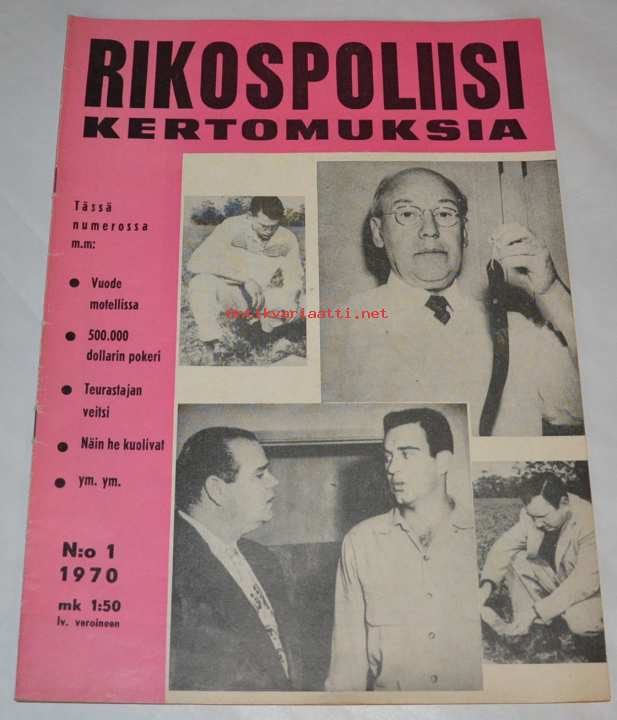 RIKOSPOLIISI
KERTOMUKSIA
Tässä
numerossa
m.m:
Vuode
motellissa
500.000
dollarin pokeri
Teurastajan
veitsi
Näin he kuolivat
ym. ym.
N:o 1
1970
mk 1:50
lv. veroineen
antikvariaatti.net